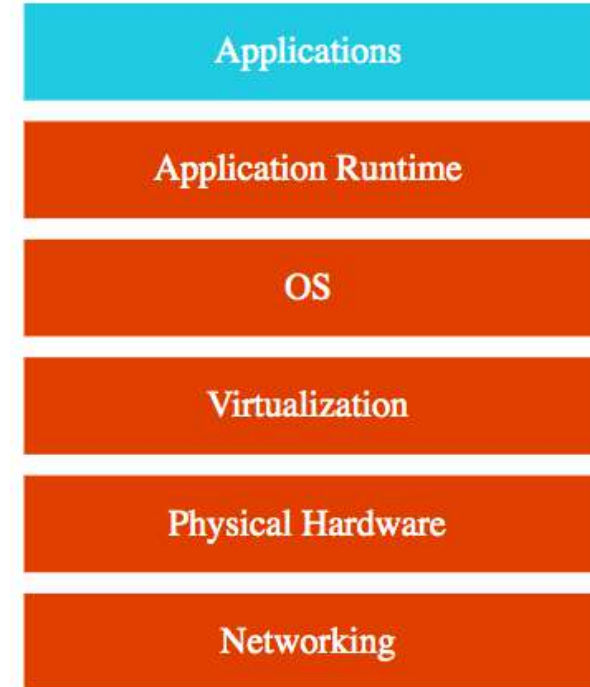 Applications
Application Runtime
OS
Virtualization
Physical Hardware
Networking